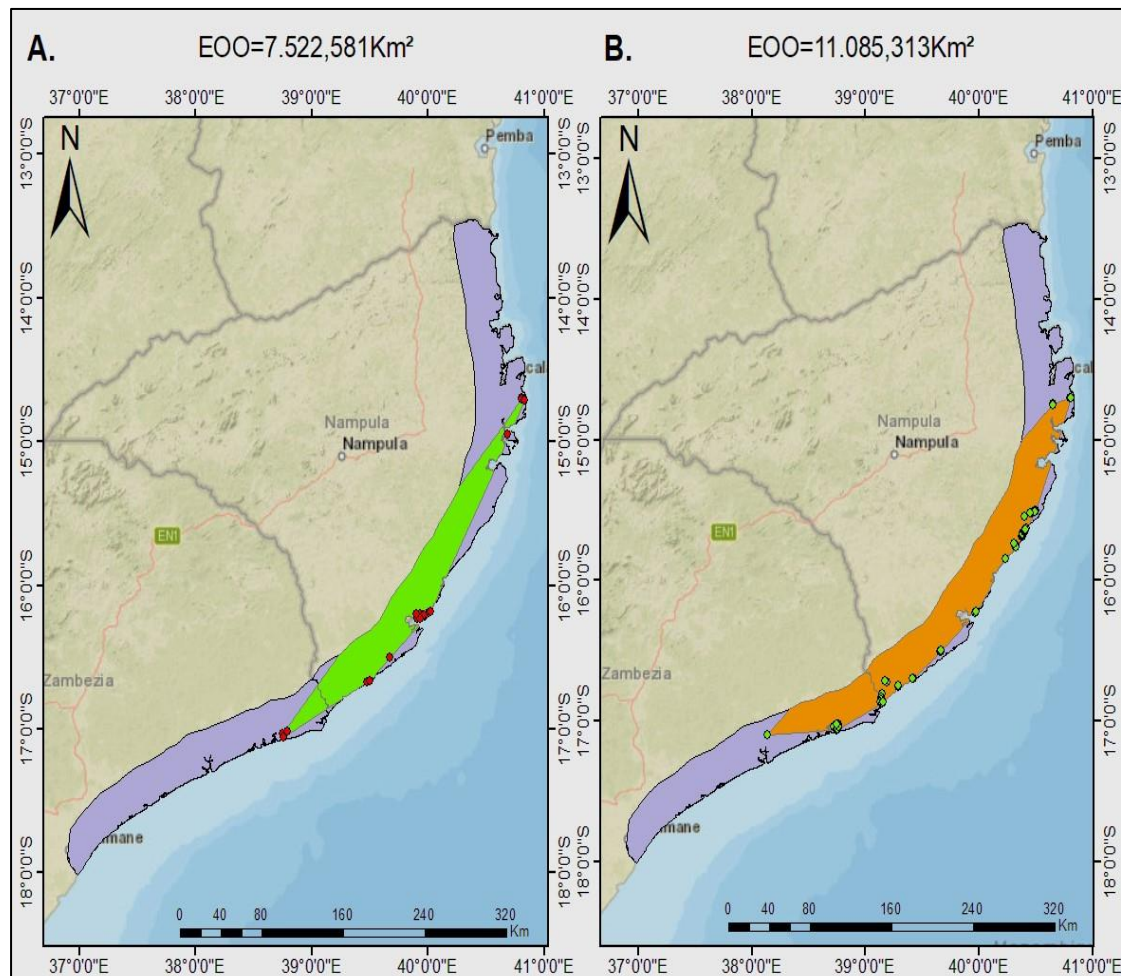 A. EOO=7.522,581Km²
37°0'0"E 38°0'0"E 39°0'0"E 40°0'0"E 41°0'0"E
N
Pemba
13°0'0"S 13°0'0"S
14°0'0"S 14°0'0"S
cala
Nampula
Nampula
15°0'0"S 15°0'0"S
EN1
16°0'0"S 16°0'0"S
Zambezia
17°0'0"S 17°0'0"S
imane
18°0'0"S 18°0'0"S
0 40 80 160 240 320
Km
37°0'0"E 38°0'0"E 39°0'0"E 40°0'0"E 41°0'0"E
B. EOO=11.085,313Km²
37°0'0"E 38°0'0"E 39°0'0"E 40°0'0"E 41°0'0"E
N
Pemba
13°0'0"S
14°0'0"S
cal
Nampula
Nampula
15°0'0"S
EN1
16°0'0"S
Zambezia
17°0'0"S
imane
18°0'0"S
0 40 80 160 240 320
Km
37°0'0"E 38°0'0"E 39°0'0"E 40°0'0"E 41°0'0"E